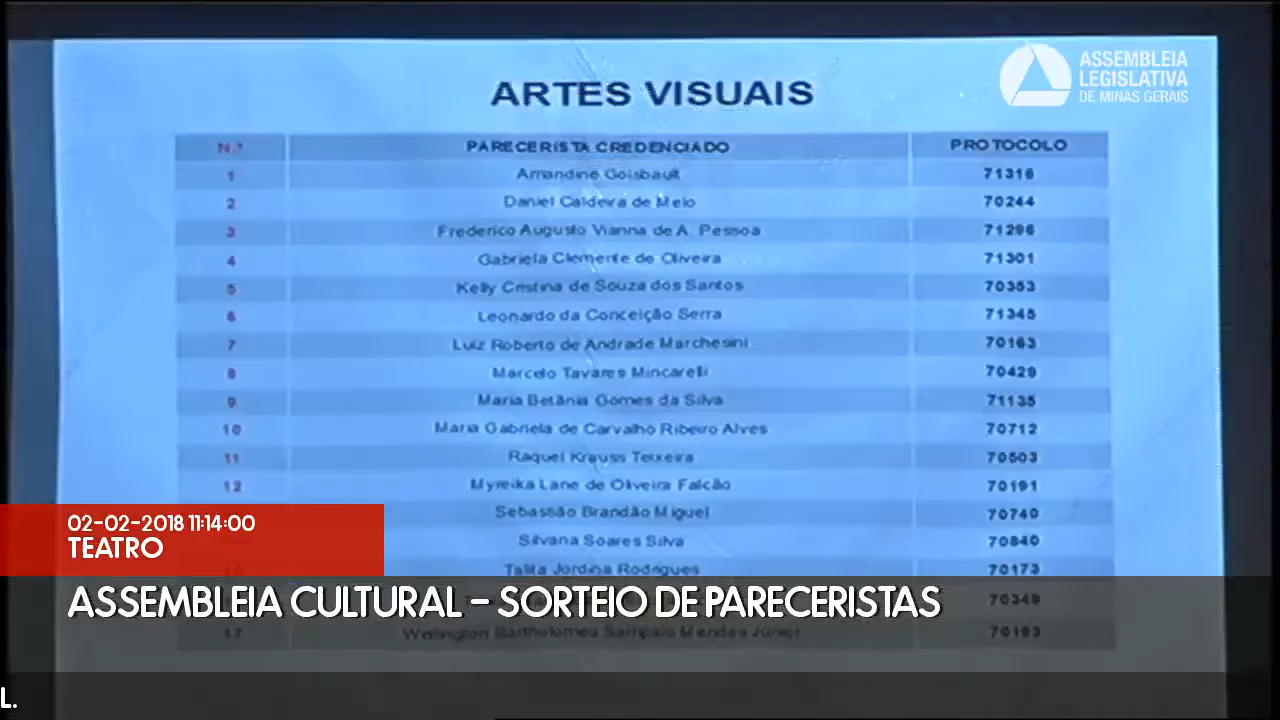 ASSEMBLEIA
LEGISLATIVA
DE MINAS GERAIS
ARTES VISUAIS
N.º PARECERISTA CREDENCIADO PROTOCOLO
1 Amandine Goisbault 71316
2 Daniel Caldeira de Melo 70244
3 Frederico Augusto Vianna de A. Pessoa 71296
4 Gabriela Clemente de Oliveira 71301
5 Kelly Cristina de Souza dos Santos 70353
6 Leonardo da Conceição Serra 71345
7 Luiz Roberto de Andrade Marchesini 70163
8 Marcelo Tavares Mincarelli 70429
9 Maria Betânia Gomes da Silva 71135
10 Maria Gabriela de Carvalho Ribeiro Alves 70712
11 Raquel Krauss Teixeira 70503
12 Myreika Lane de Oliveira Falcão 70191
Sebastião Brandão Miguel 70740
Silvana Soares Silva 70840
Talita Jordina Rodrigues 70173
70349
17 Wellington Bartholomeu Sampaio Mendes Júnior 70193
02-02-2018 11:14:00
TEATRO
ASSEMBLEIA CULTURAL – SORTEIO DE PARECERISTAS
L.